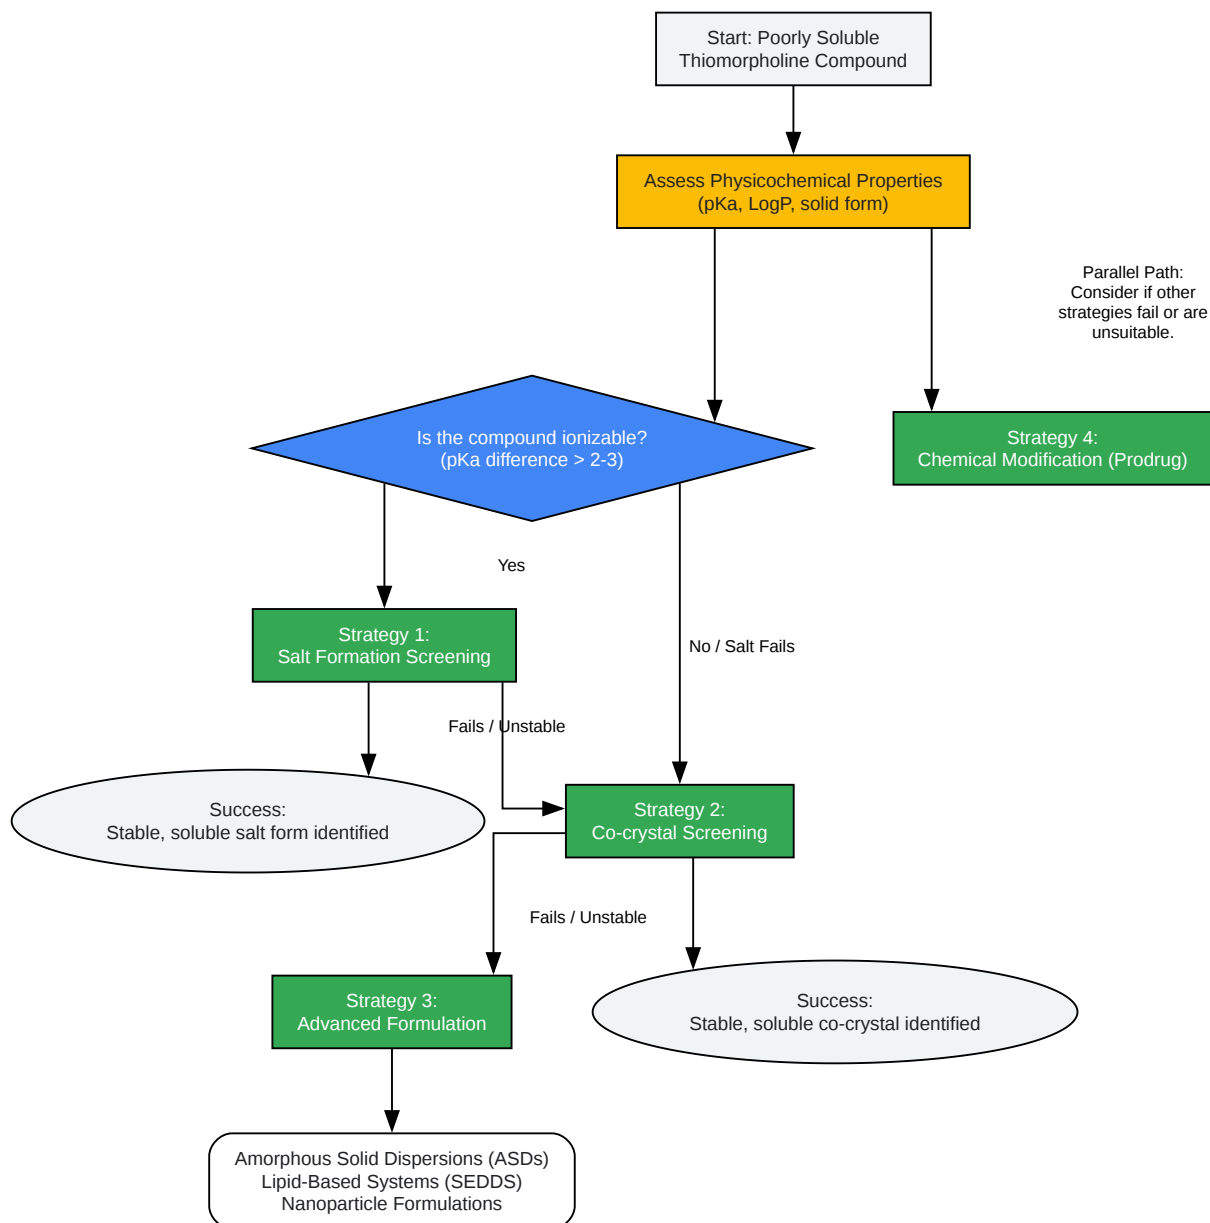 Start: Poorly Soluble
Thiomorpholine Compound
Assess Physicochemical Properties
(pKa, LogP, solid form)
Parallel Path:
Consider if other
strategies fail or are
unsuitable.
Is the compound ionizable?
(pKa difference > 2-3)
Strategy 4:
Chemical Modification (Prodrug)
Yes
Strategy 1:
Salt Formation Screening
No / Salt Fails
Fails / Unstable
Success:
Stable, soluble salt form identified
Strategy 2:
Co-crystal Screening
Fails / Unstable
Strategy 3:
Advanced Formulation
Success:
Stable, soluble co-crystal identified
Amorphous Solid Dispersions (ASDs)
Lipid-Based Systems (SEDDS)
Nanoparticle Formulations